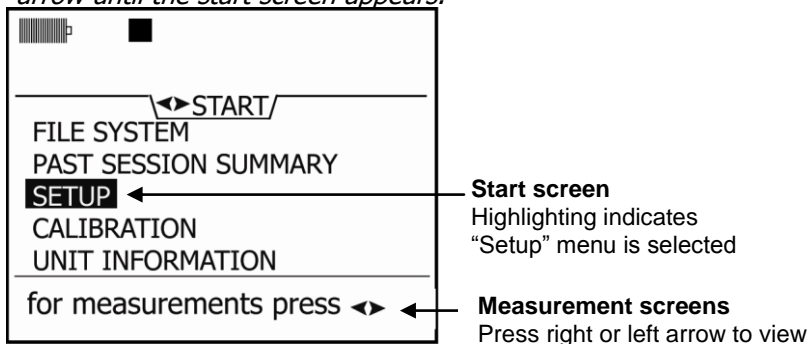 arrow until the start screen appears.
◄►START
FILE SYSTEM
PAST SESSION SUMMARY
SETUP
CALIBRATION
UNIT INFORMATION
for measurements press ◄►
Start screen
Highlighting indicates
“Setup” menu is selected
Measurement screens
Press right or left arrow to view